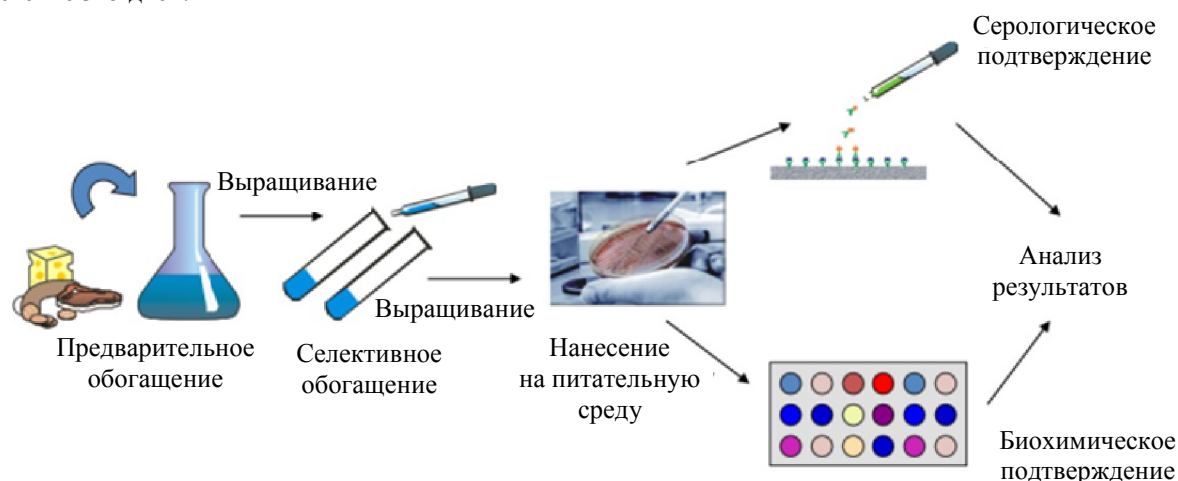 Серологическое
подтверждение
Выращивание
Выращивание
Предварительное
обогащение
Селективное
обогащение
Нанесение
на питательную
среду
Анализ
результатов
Биохимическое
подтверждение